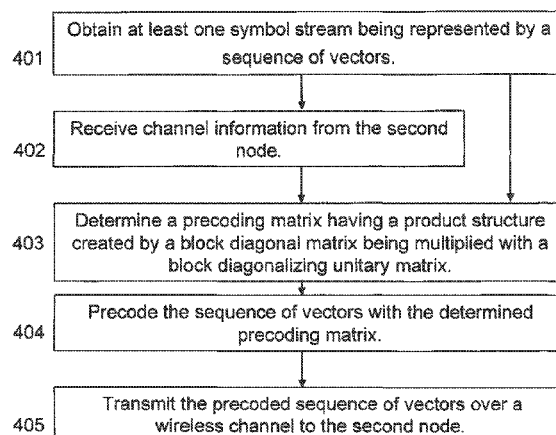 401
Obtain at least one symbol stream being represented by a
sequence of vectors.
402
Receive channel information from the second
node.
403
Determine a precoding matrix having a product structure
created by a block diagonal matrix being multiplied with a
block diagonalizing unitary matrix.
404
Precode the sequence of vectors with the determined
precoding matrix.
405
Transmit the precoded sequence of vectors over a
wireless channel to the second node.